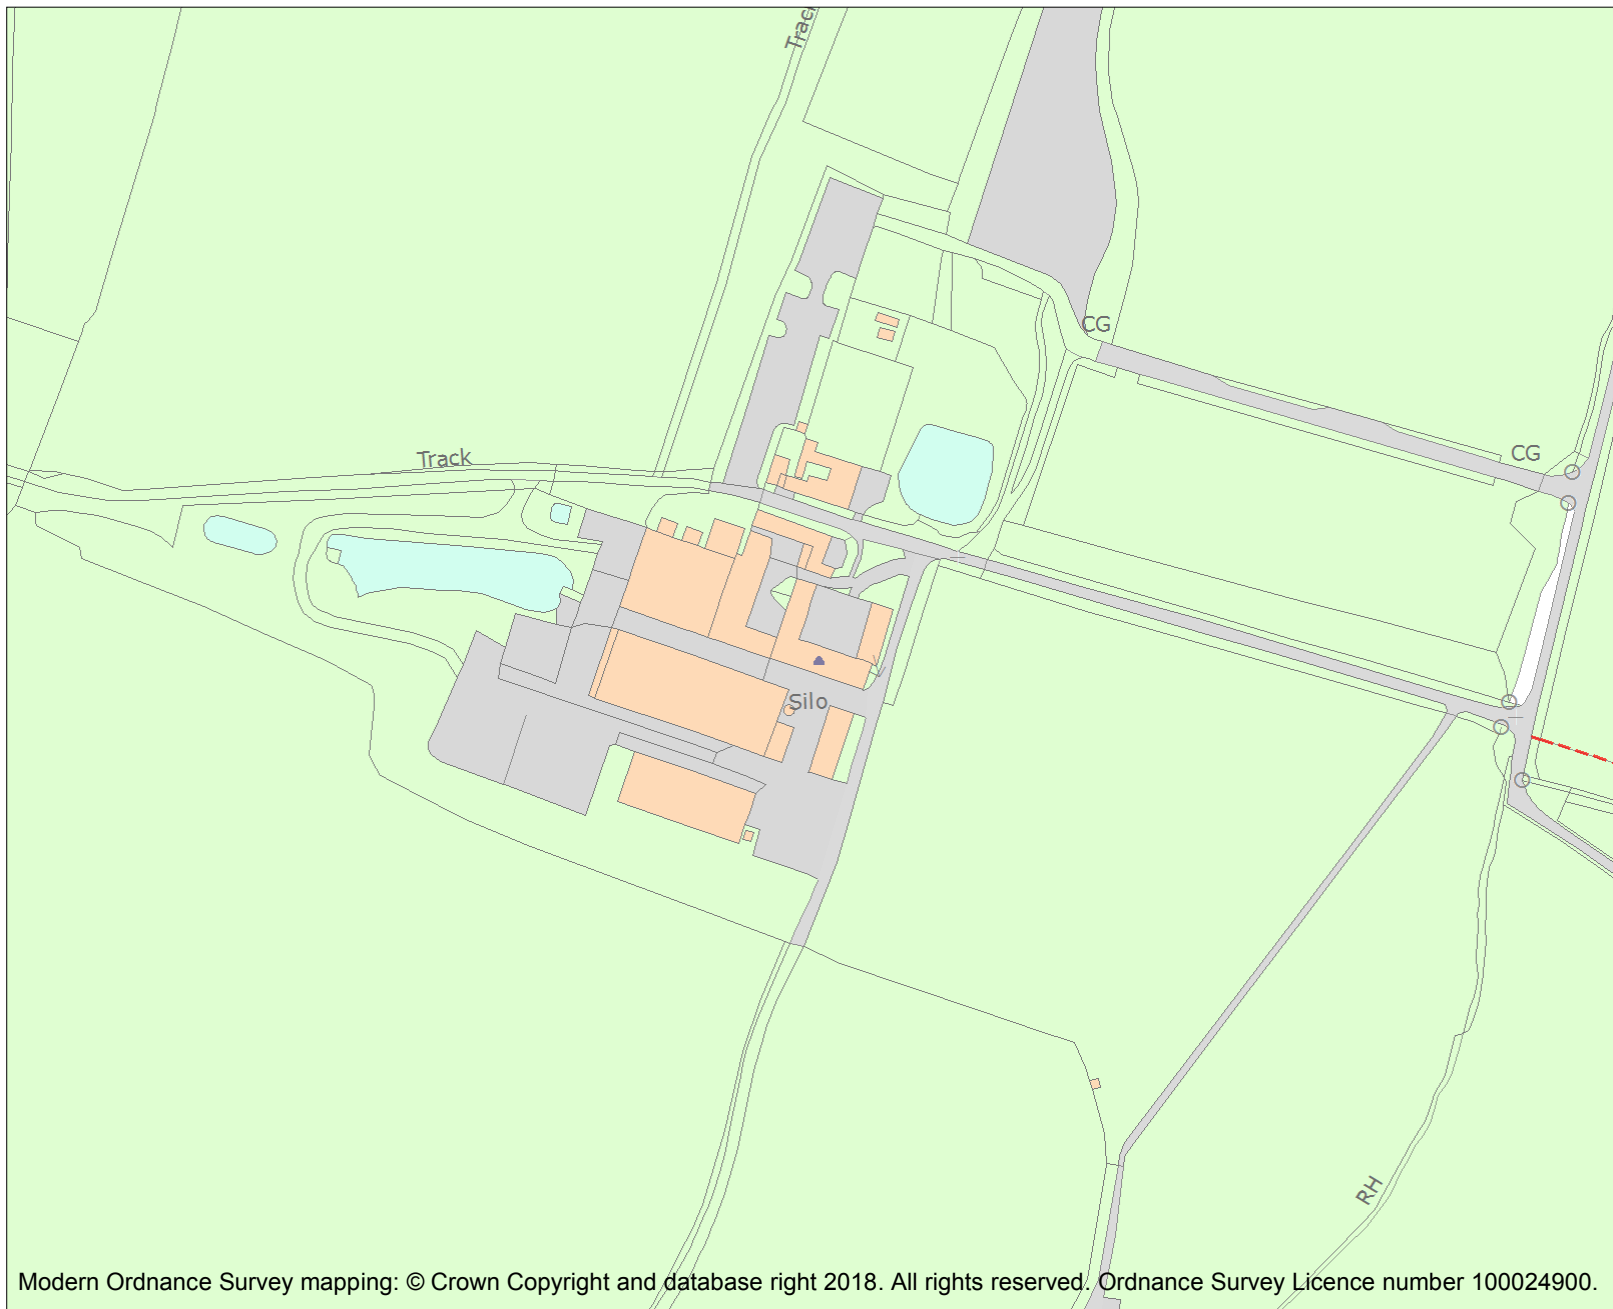 Track
CG
CG
Track
Silo
RH
Modern Ordnance Survey mapping: © Crown Copyright and database right 2018. All rights reserved. Ordnance Survey Licence number 100024900.